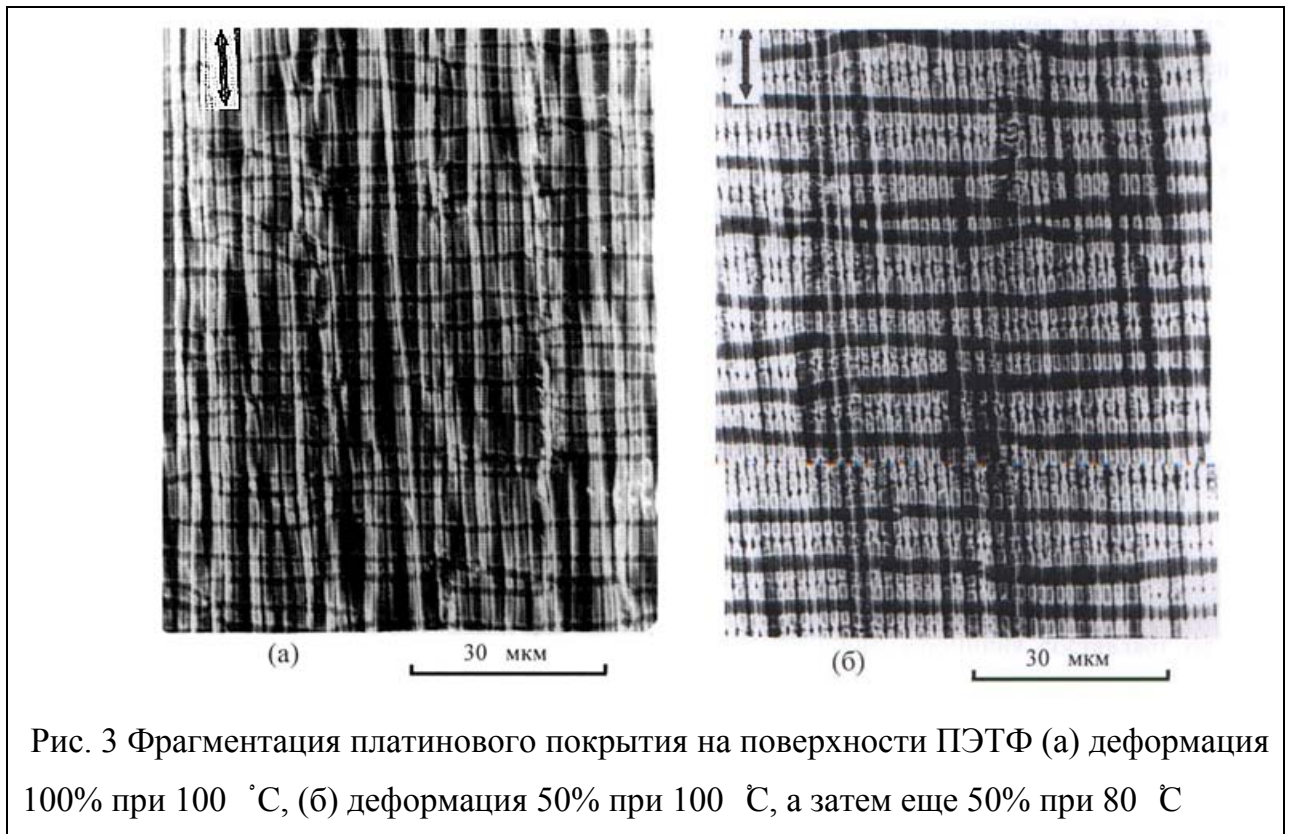 (а)
30 мкм
(б)
30 мкм
Рис. 3 Фрагментация платинового покрытия на поверхности ПЭТФ (а) деформация
100% при 100 ˚С, (б) деформация 50% при 100 ˚С, а затем еще 50% при 80 ˚С